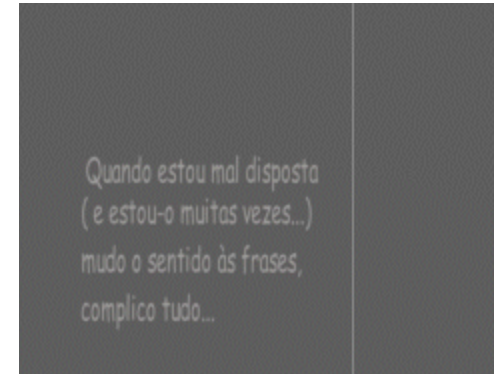 Quando estou mal disposta
( e estou-o muitas vezes...)
mudo o sentido às frases,
complico tudo...